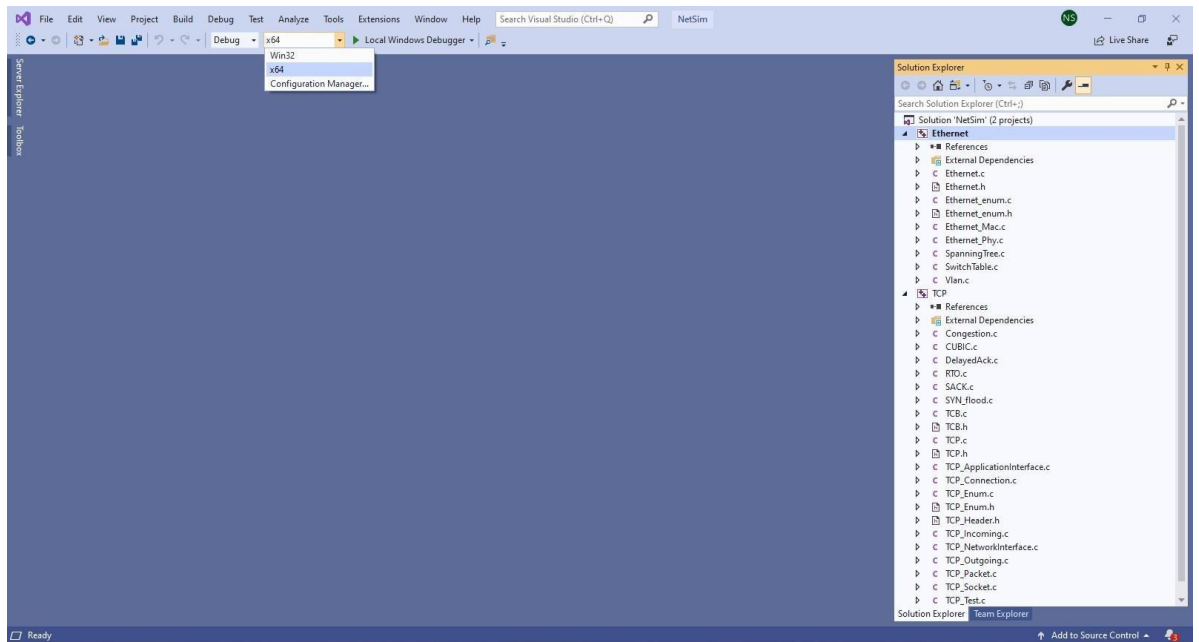 File Edit View Project Build Debug Test Analyze Tools Extensions Window Help Search Visual Studio (Ctrl+Q) NetSim NS
Debug x64 Local Windows Debugger Live Share
Win32
x64
Configuration Manager...
Server Explorer
Toolbox
Solution Explorer
Search Solution Explorer (Ctrl+;)
Solution 'NetSim' (2 projects)
Ethernet
References
External Dependencies
Ethernet.c
Ethernet.h
Ethernet_enum.c
Ethernet_enum.h
Ethernet_Mac.c
Ethernet_Phy.c
SpanningTree.c
SwitchTable.c
Vlan.c
TCP
References
External Dependencies
Congestion.c
CUBIC.c
DelayedAck.c
RTO.c
SACK.c
SYN_flood.c
TCB.c
TCB.h
TCP.c
TCP.h
TCP_ApplicationInterface.c
TCP_Connection.c
TCP_Enum.c
TCP_Enum.h
TCP_Header.h
TCP_Incoming.c
TCP_NetworkInterface.c
TCP_Outgoing.c
TCP_Packet.c
TCP_Socket.c
TCP_Test.c
Solution Explorer Team Explorer
Ready Add to Source Control